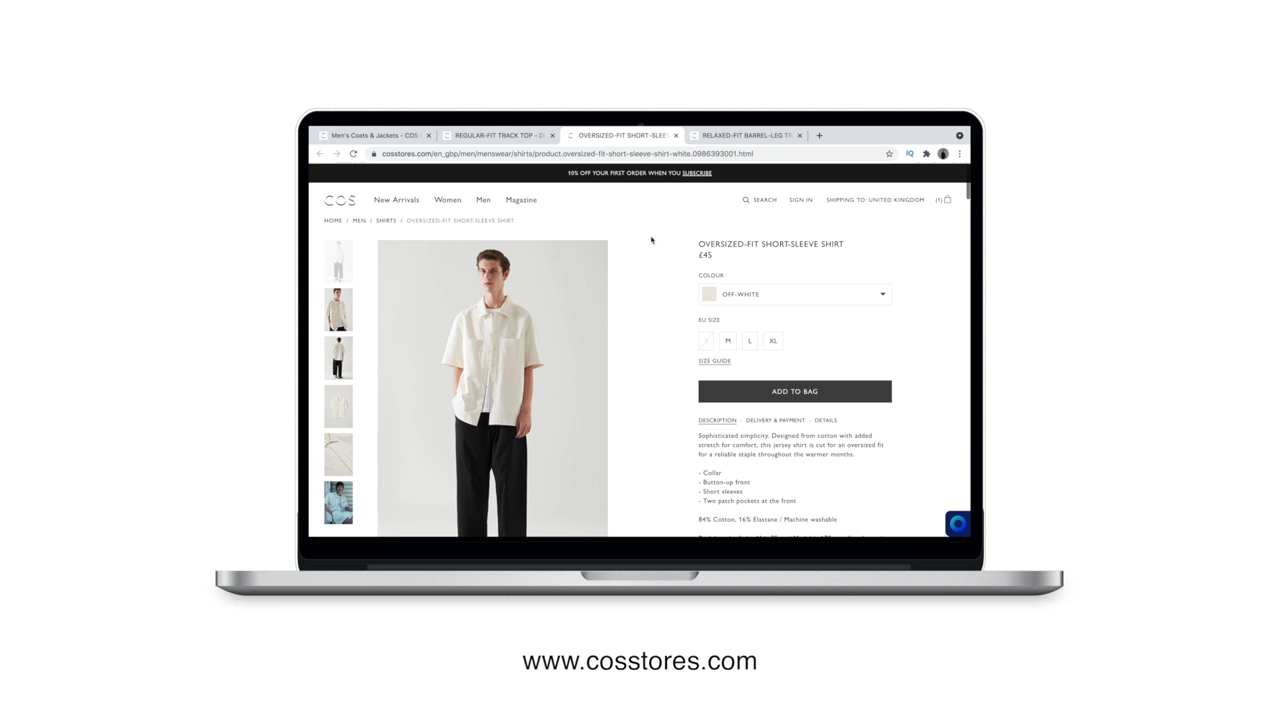 Men's Coats & Jackets - COS
REGULAR-FIT TRACK TOP - D
OVERSIZED-FIT SHORT-SLEE
RELAXED-FIT BARREL-LEG TR
cosstores.com/en_gbp/men/menswear/shirts/product.oversized-fit-short-sleeve-shirt-white.0986393001.html
IQ
10% OFF YOUR FIRST ORDER WHEN YOU SUBSCRIBE
COS New Arrivals Women Men Magazine SEARCH SIGN IN SHIPPING TO: UNITED KINGDOM (1)
HOME / MEN / SHIRTS / OVERSIZED-FIT SHORT-SLEEVE SHIRT
OVERSIZED-FIT SHORT-SLEEVE SHIRT
£45
COLOUR
OFF-WHITE
EU SIZE
M L XL
SIZE GUIDE
ADD TO BAG
DESCRIPTION · DELIVERY & PAYMENT · DETAILS
Sophisticated simplicity. Designed from cotton with added
stretch for comfort, this jersey shirt is cut for an oversized fit
for a reliable staple throughout the warmer months.
- Collar
- Button-up front
- Short sleeves
- Two patch pockets at the front
84% Cotton, 16% Elastane / Machine washable
www.cosstores.com